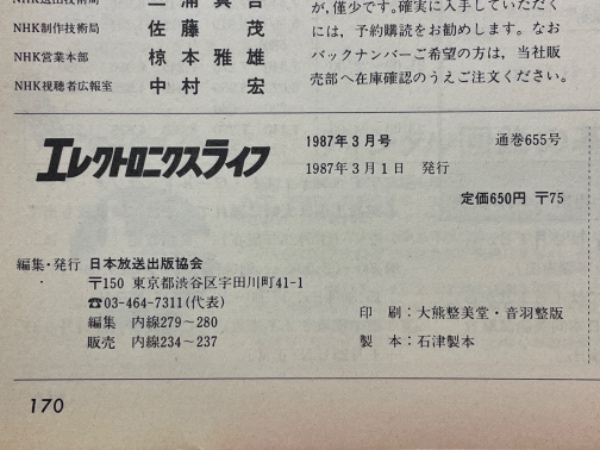 NHK制作技術局 佐藤 茂
NHK営業本部 椋本雅雄
NHK視聴者広報室 中村 宏
が、僅少です。確実に入手していただく
には、予約購読をお勧めします。なお
バックナンバーご希望の方は、当社販
売部へ在庫確認のうえご注文ください。
エレクトロニクスライフ
1987年3月号 通巻655号
1987年3月1日 発行
定価650円 〒75
編集・発行 日本放送出版協会
〒150 東京都渋谷区宇田川町41-1
☎03-464-7311(代表)
編集 内線279~280
販売 内線234~237
印 刷：大熊整美堂・音羽整版
製 本：石津製本
170